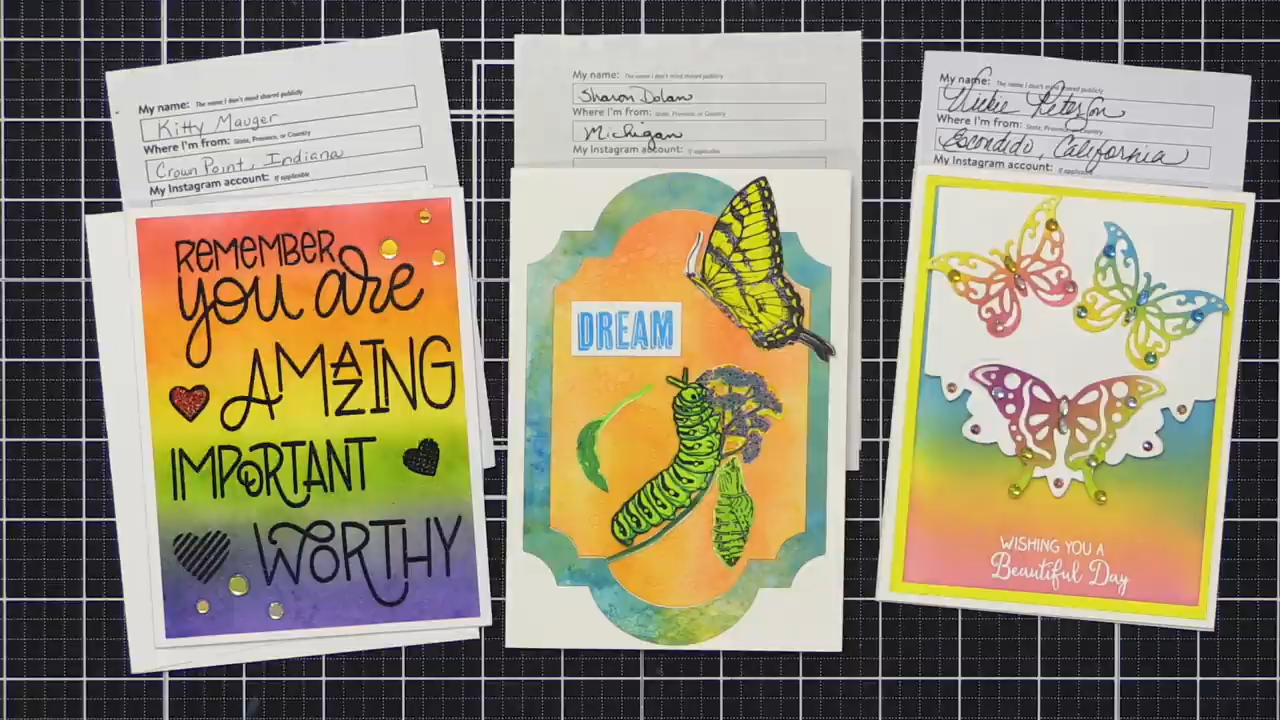 My name: The name I don't mind shared publicly
Kitty Mauger
Where I'm from: State, Province, or Country
Crown Point, Indiana
My Instagram account: If applicable
REMEMBER
you are
AMAZING
IMPORTANT
WORTHY
My name: The name I don't mind shared publicly
Sharon Dolan
Where I'm from: State, Province, or Country
Michigan
My Instagram account: If applicable
DREAM
My name: The name I don't mind shared publicly
Vickie Peterson
Where I'm from: State, Province, or Country
Escondido, California
My Instagram account: If applicable
WISHING YOU A
Beautiful Day